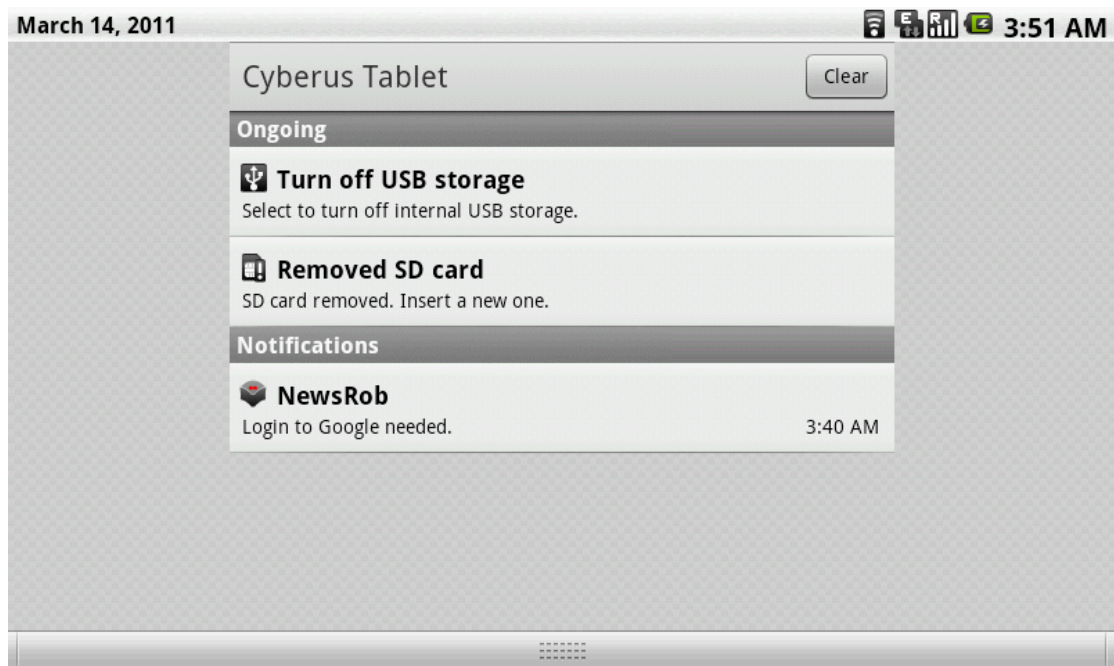 March 14, 2011
3:51 AM
Cyberus Tablet
Clear
Ongoing
Turn off USB storage
Select to turn off internal USB storage.
Removed SD card
SD card removed. Insert a new one.
Notifications
NewsRob
Login to Google needed.
3:40 AM